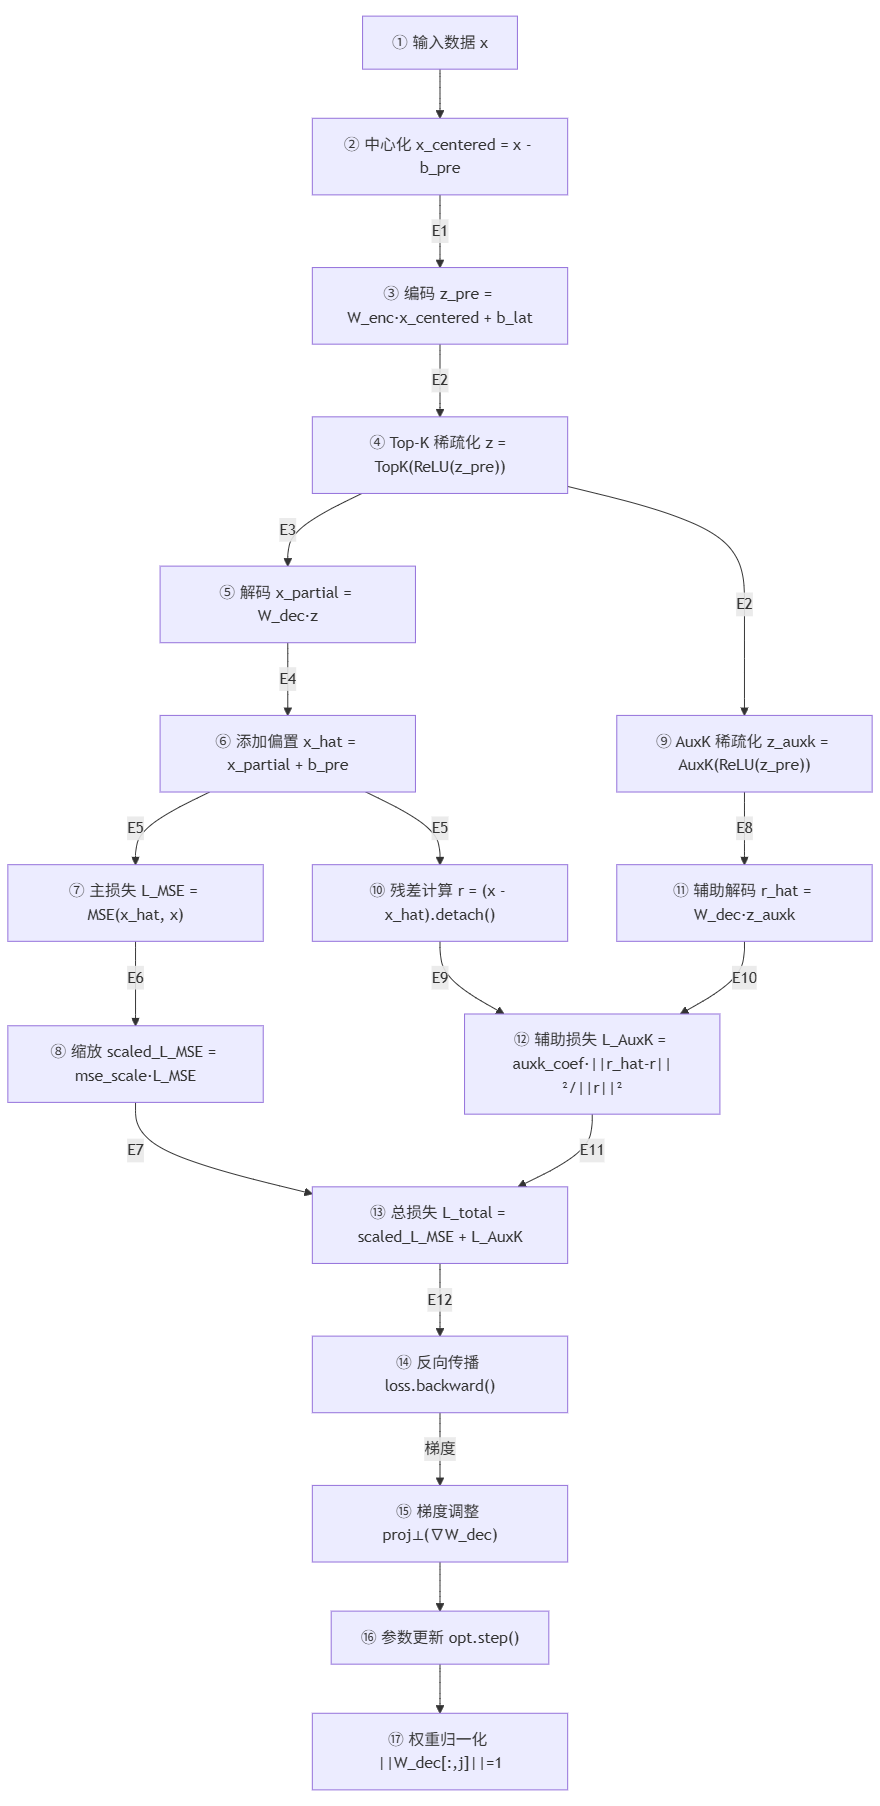 ① 输入数据 x
② 中心化 x_centered = x -
b_pre
E1
③ 编码 z_pre =
W_enc·x_centered + b_lat
E2
④ Top-K 稀疏化 z =
TopK(ReLU(z_pre))
E3
⑤ 解码 x_partial =
W_dec·z
E2
E4
⑥ 添加偏置 x_hat =
x_partial + b_pre
⑨ AuxK 稀疏化 z_auxk =
AuxK(ReLU(z_pre))
E5
E5
E8
⑦ 主损失 L_MSE =
MSE(x_hat, x)
⑩ 残差计算 r = (x -
x_hat).detach()
⑪ 辅助解码 r_hat =
W_dec·z_auxk
E6
E9
E10
⑧ 缩放 scaled_L_MSE =
mse_scale·L_MSE
⑫ 辅助损失 L_AuxK =
auxk_coef·||r_hat-r||
²/||r||²
E7
E11
⑬ 总损失 L_total =
scaled_L_MSE + L_AuxK
E12
⑭ 反向传播
loss.backward()
梯度
⑮ 梯度调整
proj⊥(∇W_dec)
⑯ 参数更新 opt.step()
⑰ 权重归一化
||W_dec[:,j]||=1